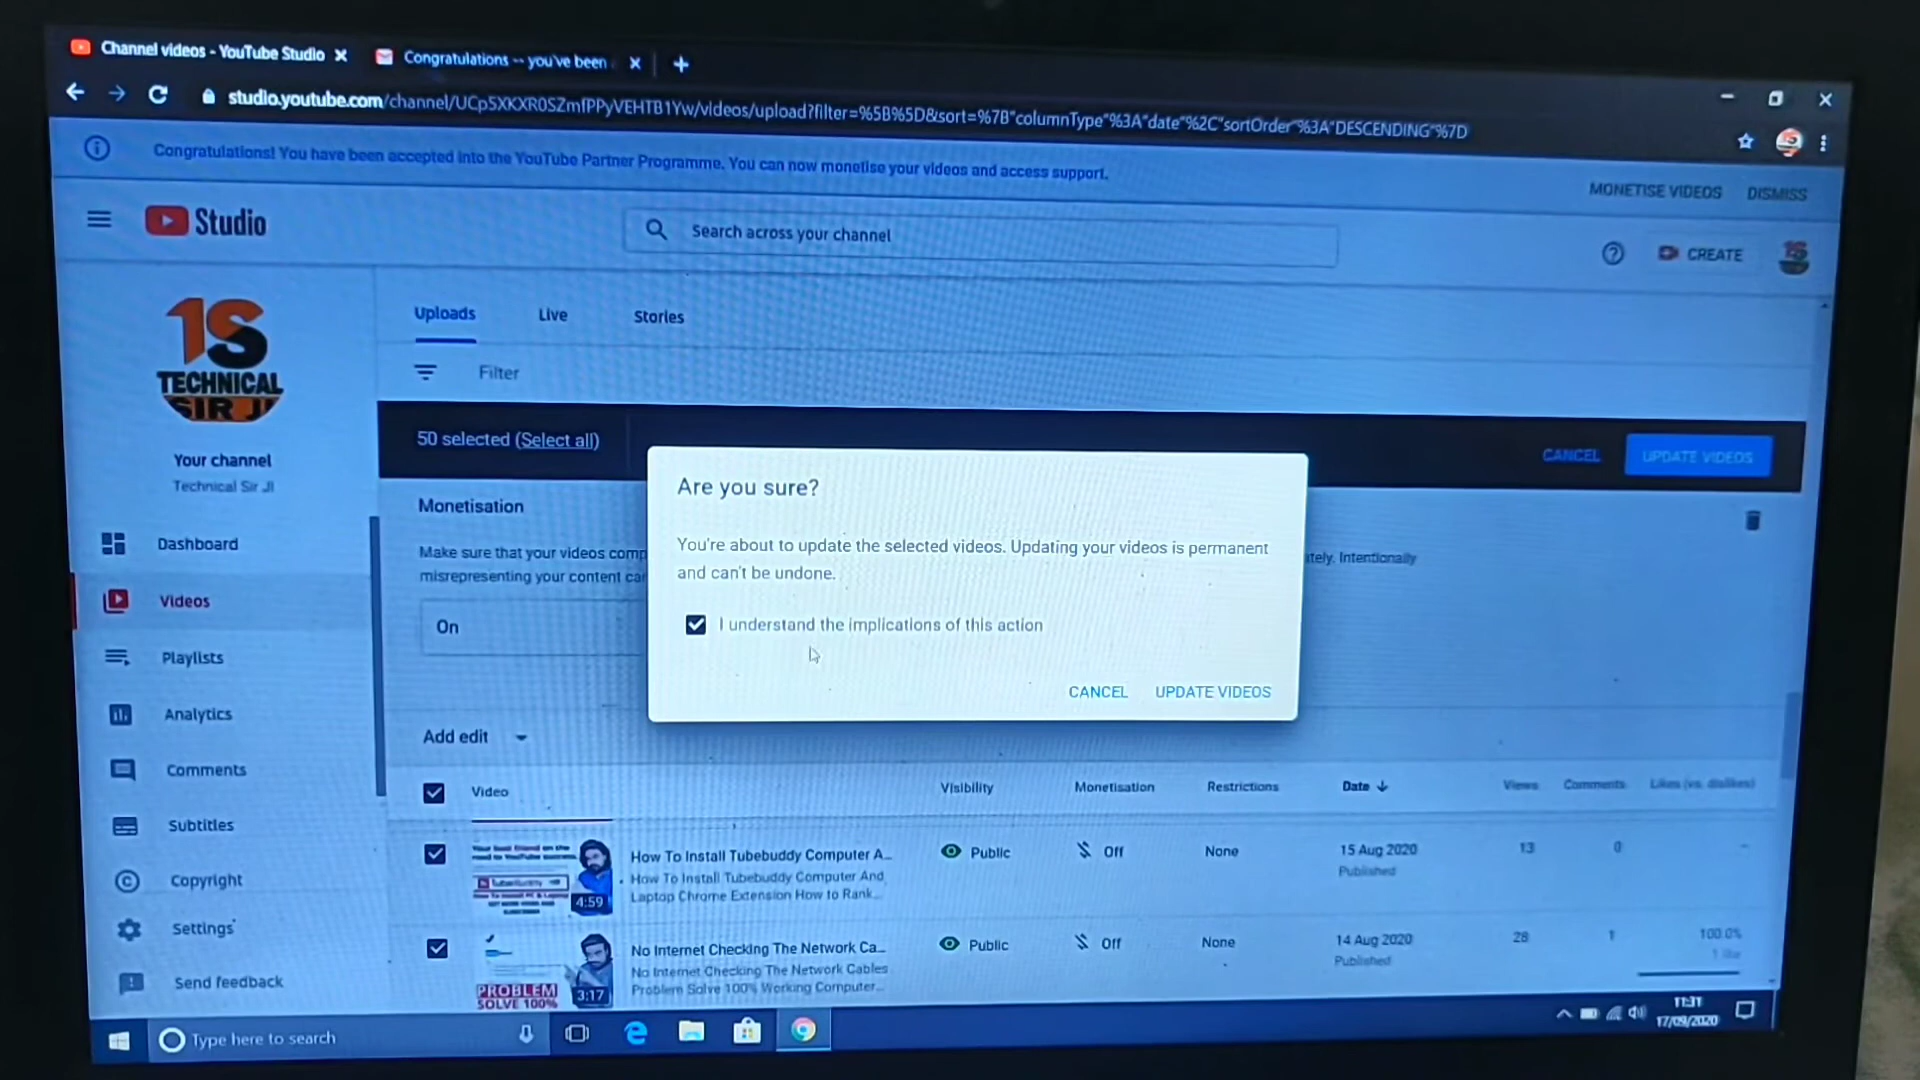 Channel videos - YouTube Studio
Congratulations -- you've been
studio.youtube.com/channel/UCp5XKXR0SZmfPPyVEHTB1Yw/videos/upload?filter=%5B%5D&sort=%7B"columnType"%3A"date"%2C"sortOrder"%3A"DESCENDING"%7D
Congratulations! You have been accepted into the YouTube Partner Programme. You can now monetise your videos and access support.
MONETISE VIDEOS DISMISS
Studio
Search across your channel
CREATE
1S
TECHNICAL
SIR JI
Your channel
Technical Sir JI
Dashboard
Videos
Playlists
Analytics
Comments
Subtitles
Copyright
Settings
Send feedback
Uploads Live Stories
Filter
50 selected (Select all)
CANCEL UPDATE VIDEOS
Monetisation
Make sure that your videos comp
tely. Intentionally
misrepresenting your content ca
On
Are you sure?
You're about to update the selected videos. Updating your videos is permanent
and can't be undone.
I understand the implications of this action
CANCEL UPDATE VIDEOS
Add edit
Video Visibility Monetisation Restrictions Date Views Comments Likes (vs. dislikes)
4:59
How To Install Tubebuddy Computer A...
How To Install Tubebuddy Computer And
Laptop Chrome Extension How to Rank...
Public Off None 15 Aug 2020 13 0 –
Published
PROBLEM
SOLVE 100%
3:17
No Internet Checking The Network Ca...
No Internet Checking The Network Cables
Problem Solve 100% Working Computer...
Public Off None 14 Aug 2020 28 1 100.0%
Published 1 like
Type here to search
11:31
17/09/2020